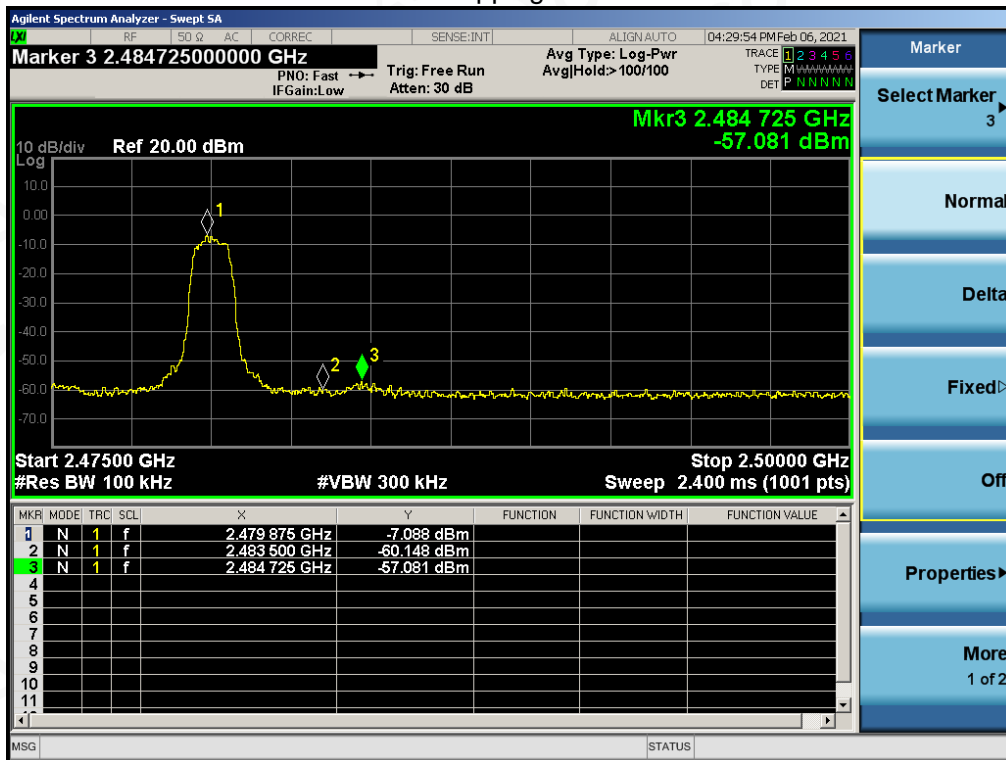 pping
Agilent Spectrum Analyzer - Swept SA
LXI RF 50 Ω AC CORREC SENSE:INT ALIGN AUTO 04:29:54 PM Feb 06, 2021
Marker 3 2.484725000000 GHz
PNO: Fast
IFGain:Low
Trig: Free Run
Atten: 30 dB
Avg Type: Log-Pwr
Avg|Hold:>100/100
TRACE 1 2 3 4 5 6
TYPE M WWWWW
DET P N N N N N
Mkr3 2.484 725 GHz
-57.081 dBm
10 dB/div Ref 20.00 dBm
Log
10.0
0.00
-10.0
-20.0
-30.0
-40.0
-50.0
-60.0
-70.0
1
2
3
Start 2.47500 GHz Stop 2.50000 GHz
#Res BW 100 kHz #VBW 300 kHz Sweep 2.400 ms (1001 pts)
MKR MODE TRC SCL X Y FUNCTION FUNCTION WIDTH FUNCTION VALUE
1 N 1 f 2.479 875 GHz -7.088 dBm
2 N 1 f 2.483 500 GHz -60.148 dBm
3 N 1 f 2.484 725 GHz -57.081 dBm
4
5
6
7
8
9
10
11
MSG STATUS
Marker
Select Marker
3
Normal
Delta
Fixed
Off
Properties
More
1 of 2